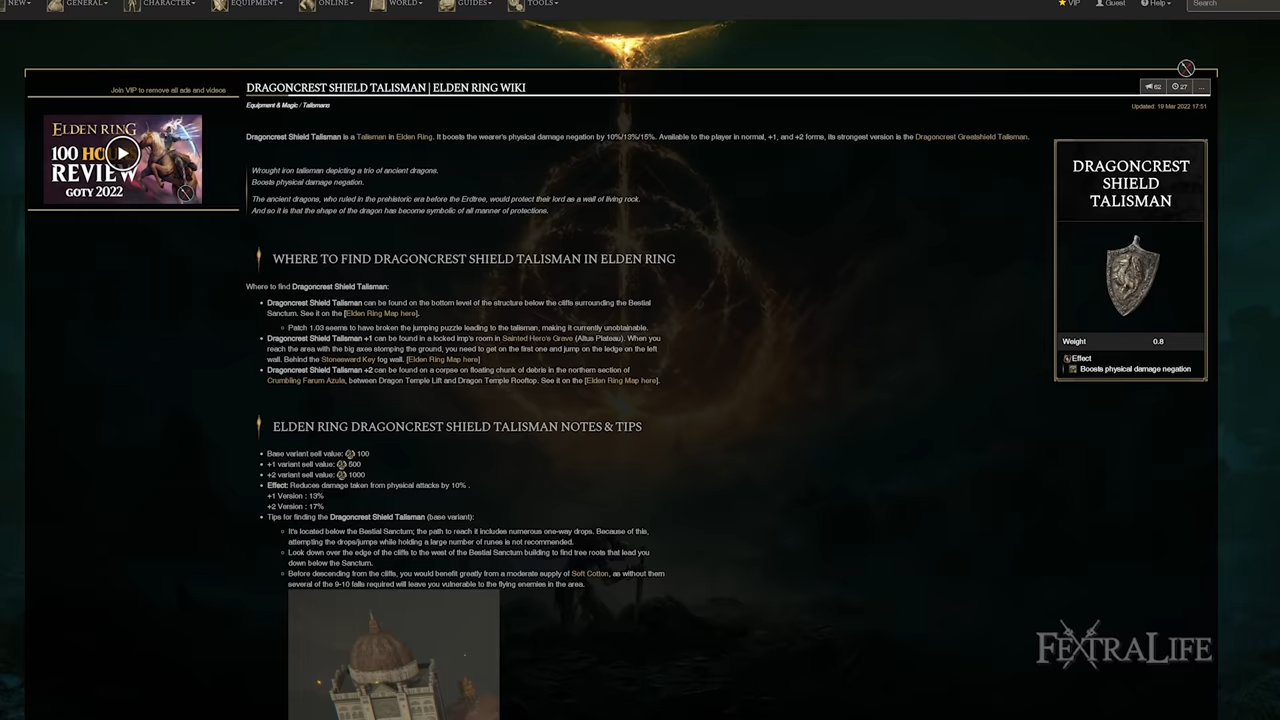 NEW
GENERAL
CHARACTER
EQUIPMENT
ONLINE
WORLD
GUIDES
TOOLS
VIP
Guest
Help
Search
Join VIP to remove all ads and videos
ELDEN RING
100 HOUR
REVIEW
GOTY 2022
DRAGONCREST SHIELD TALISMAN | ELDEN RING WIKI
62
27
...
Equipment & Magic / Talismans
Updated: 19 Mar 2022 17:51
Dragoncrest Shield Talisman is a Talisman in Elden Ring. It boosts the wearer's physical damage negation by 10%/13%/15%. Available to the player in normal, +1, and +2 forms, its strongest version is the Dragoncrest Greatshield Talisman.
Wrought iron talisman depicting a trio of ancient dragons.
Boosts physical damage negation.
The ancient dragons, who ruled in the prehistoric era before the Erdtree, would protect their lord as a wall of living rock.
And so it is that the shape of the dragon has become symbolic of all manner of protections.
WHERE TO FIND DRAGONCREST SHIELD TALISMAN IN ELDEN RING
Where to find Dragoncrest Shield Talisman:
Dragoncrest Shield Talisman can be found on the bottom level of the structure below the cliffs surrounding the Bestial
Sanctum. See it on the [Elden Ring Map here].
Patch 1.03 seems to have broken the jumping puzzle leading to the talisman, making it currently unobtainable.
Dragoncrest Shield Talisman +1 can be found in a locked imp's room in Sainted Hero's Grave (Altus Plateau). When you
reach the area with the big axes stomping the ground, you need to get on the first one and jump on the ledge on the left
wall. Behind the Stonesward Key fog wall. [Elden Ring Map here]
Dragoncrest Shield Talisman +2 can be found on a corpse on floating chunk of debris in the northern section of
Crumbling Farum Azula, between Dragon Temple Lift and Dragon Temple Rooftop. See it on the [Elden Ring Map here].
ELDEN RING DRAGONCREST SHIELD TALISMAN NOTES & TIPS
Base variant sell value: 100
+1 variant sell value: 500
+2 variant sell value: 1000
Effect: Reduces damage taken from physical attacks by 10% .
+1 Version : 13%
+2 Version : 17%
Tips for finding the Dragoncrest Shield Talisman (base variant):
It's located below the Bestial Sanctum; the path to reach it includes numerous one-way drops. Because of this,
attempting the drops/jumps while holding a large number of runes is not recommended.
Look down over the edge of the cliffs to the west of the Bestial Sanctum building to find tree roots that lead you
down below the Sanctum.
Before descending from the cliffs, you would benefit greatly from a moderate supply of Soft Cotton, as without them
several of the 9-10 falls required will leave you vulnerable to the flying enemies in the area.
DRAGONCREST
SHIELD
TALISMAN
Weight 0.8
Effect
Boosts physical damage negation
FEXTRALIFE